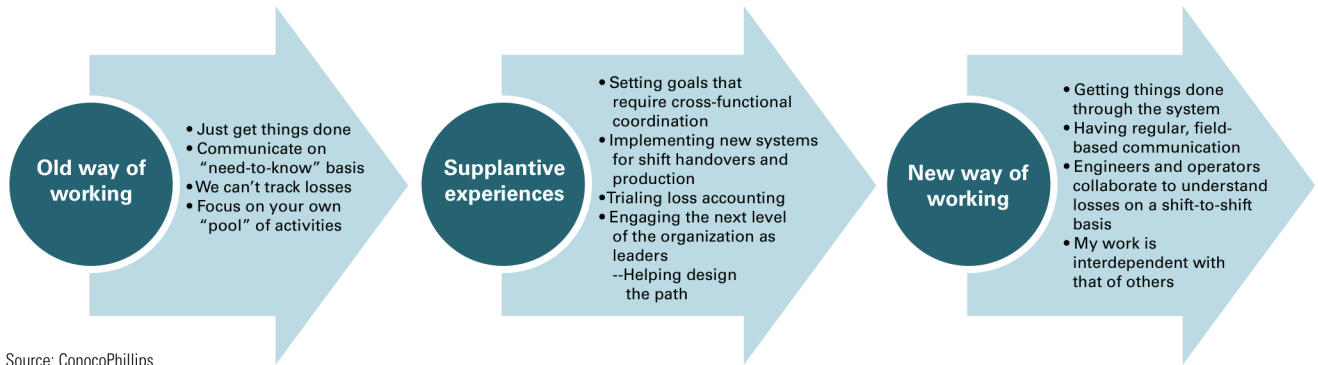 Old way of
working
• Just get things done
• Communicate on
“need-to-know” basis
•We can’t track losses
• Focus on your own
“pool” of activities
Supplantive
experiences
• Setting goals that
require cross-functional
coordination
• Implementing new systems
for shift handovers and
production
•Trialing loss accounting
• Engaging the next level
of the organization as
leaders
--Helping design
the path
New way of
working
• Getting things done
through the system
• Having regular, field-
based communication
• Engineers and operators
collaborate to understand
losses on a shift-to-shift
basis
• My work is
interdependent with
that of others
Source: ConocoPhillips